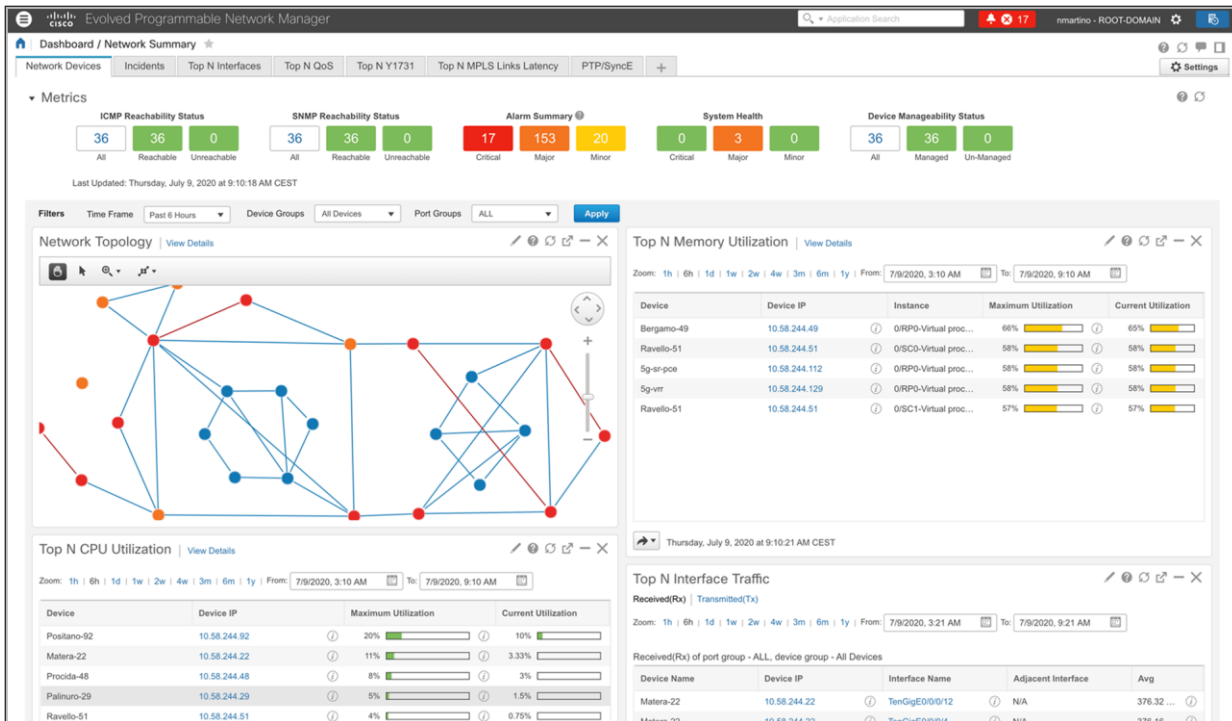 cisco Evolved Programmable Network Manager Application Search 17 nmartino - ROOT-DOMAIN
Dashboard / Network Summary
Network Devices Incidents Top N Interfaces Top N QoS Top N Y1731 Top N MPLS Links Latency PTP/SyncE + Settings
Metrics
ICMP Reachability Status SNMP Reachability Status Alarm Summary System Health Device Manageability Status
36 36 0 36 36 0 17 153 20 0 3 0 36 36 0
All Reachable Unreachable All Reachable Unreachable Critical Major Minor Critical Major Minor All Managed Un-Managed
Last Updated: Thursday, July 9, 2020 at 9:10:18 AM CEST
Filters Time Frame Past 6 Hours Device Groups All Devices Port Groups ALL Apply
Network Topology | View Details
Top N Memory Utilization | View Details
Zoom: 1h | 6h | 1d | 1w | 2w | 4w | 3m | 6m | 1y | From: 7/9/2020, 3:10 AM To: 7/9/2020, 9:10 AM
Device Device IP Instance Maximum Utilization Current Utilization
Bergamo-49 10.58.244.49 0/RP0-Virtual proc... 66% 65%
Ravello-51 10.58.244.51 0/SC0-Virtual proc... 58% 58%
5g-sr-pce 10.58.244.112 0/RP0-Virtual proc... 58% 58%
5g-vrr 10.58.244.129 0/RP0-Virtual proc... 58% 58%
Ravello-51 10.58.244.51 0/SC1-Virtual proc... 57% 57%
Thursday, July 9, 2020 at 9:10:21 AM CEST
Top N CPU Utilization | View Details
Zoom: 1h | 6h | 1d | 1w | 2w | 4w | 3m | 6m | 1y | From: 7/9/2020, 3:10 AM To: 7/9/2020, 9:10 AM
Device Device IP Maximum Utilization Current Utilization
Positano-92 10.58.244.92 20% 10%
Matera-22 10.58.244.22 11% 3.33%
Procida-48 10.58.244.48 8% 3%
Palinuro-29 10.58.244.29 5% 1.5%
Ravello-51 10.58.244.51 4% 0.75%
Top N Interface Traffic
Received(Rx) | Transmitted(Tx)
Zoom: 1h | 6h | 1d | 1w | 2w | 4w | 3m | 6m | 1y | From: 7/9/2020, 3:21 AM To: 7/9/2020, 9:21 AM
Received(Rx) of port group - ALL, device group - All Devices
Device Name Device IP Interface Name Adjacent Interface Avg
Matera-22 10.58.244.22 TenGigE0/0/0/12 N/A 376.32 ...